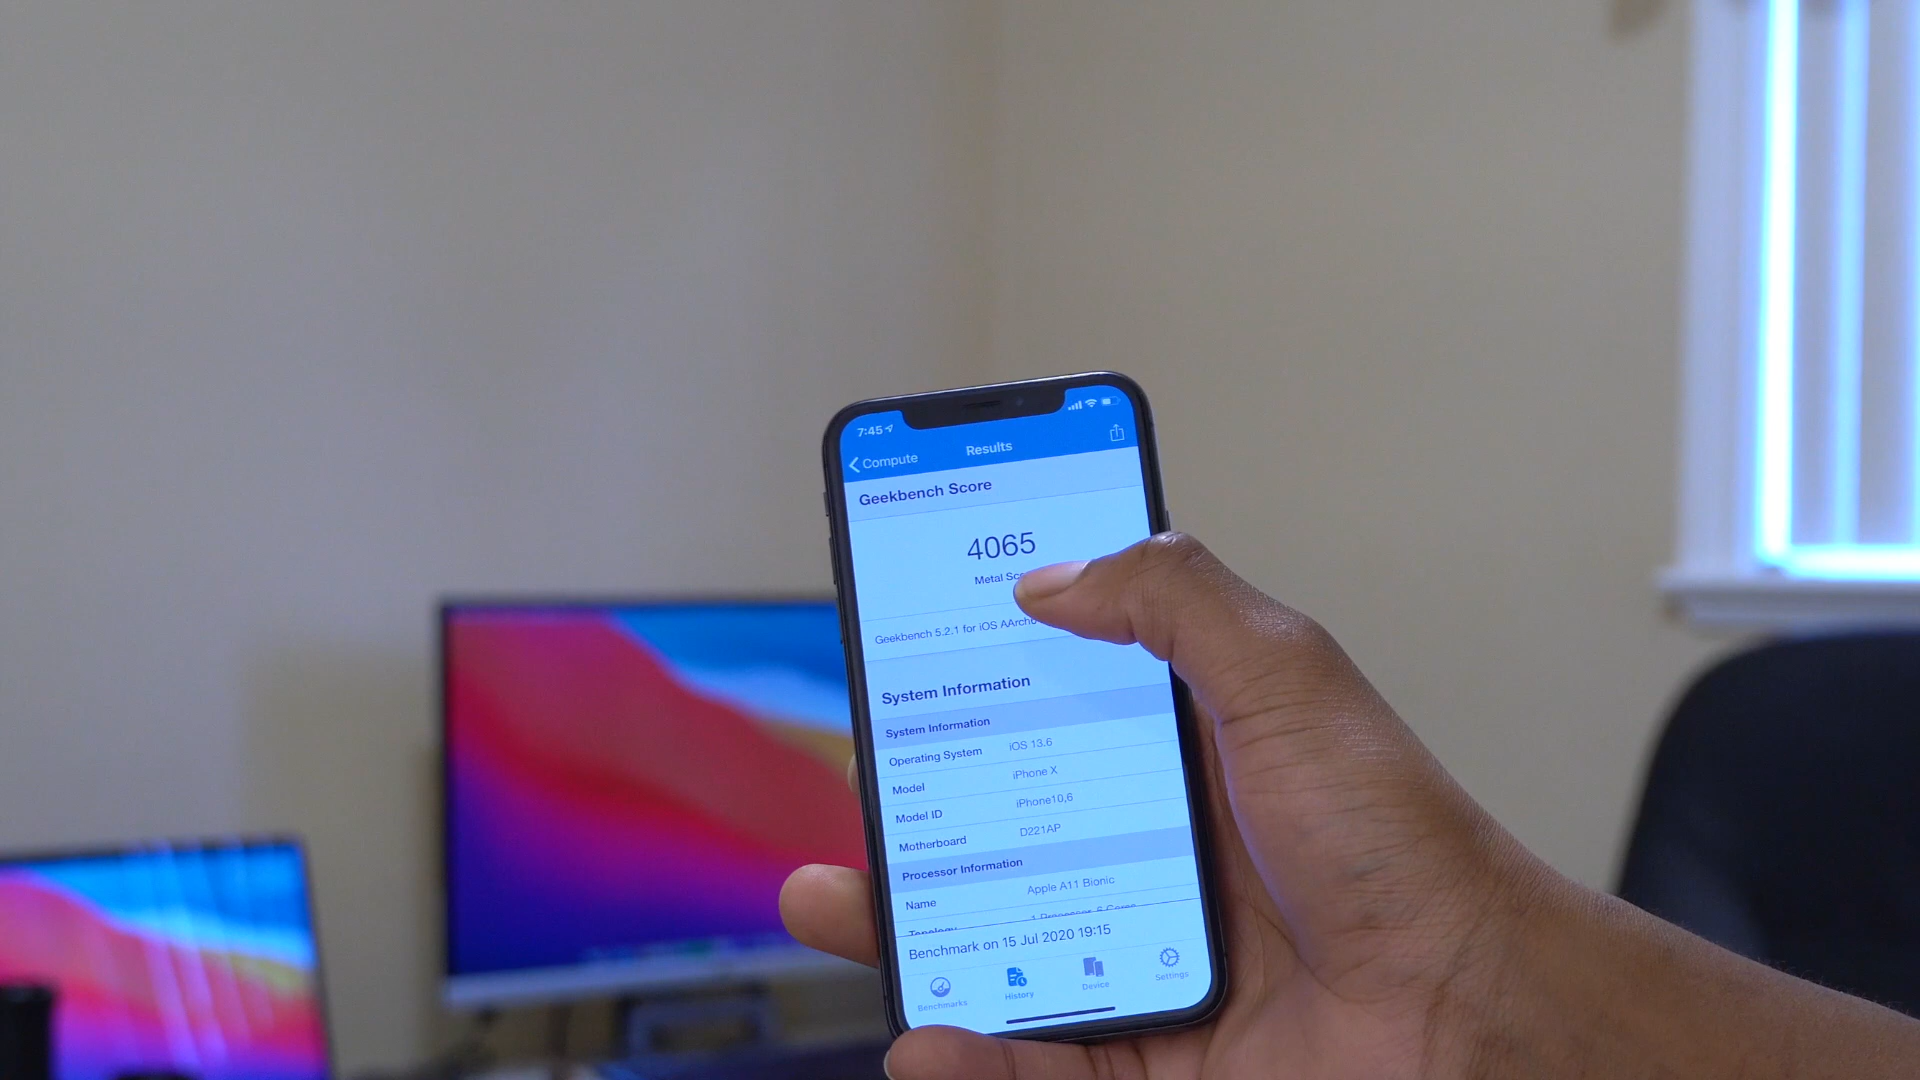 7:45
Compute
Results
Geekbench Score
4065
Metal
Geekbench 5.2.1 for iOS
System Information
System Information
Operating System iOS 13.6
Model iPhone X
Model ID iPhone10,6
Motherboard D221AP
Processor Information
Name Apple A11 Bionic
Benchmark on 15 Jul 2020 19:15
Benchmarks
History
Device
Settings